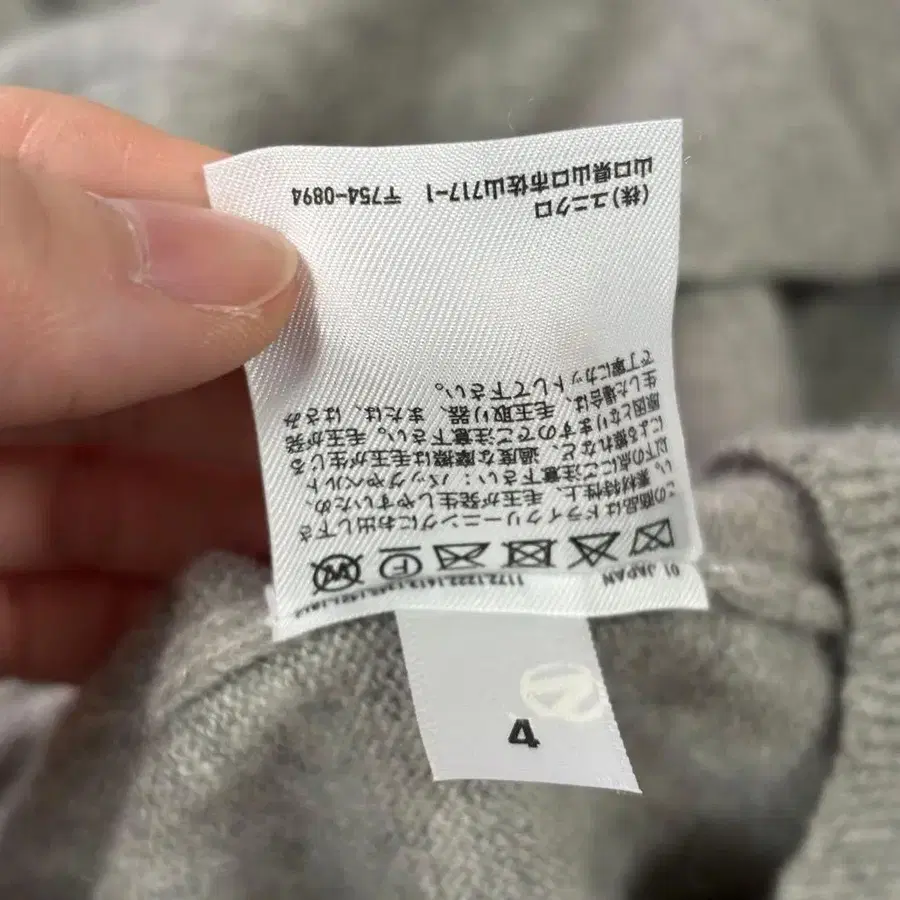 4
01 JAPAN
F
W
この商品はドライクリーニングにお出し下さ
い。素材特性上、毛玉が発生しやすいため、
以下の点にご注意下さい：バッグやベルト
による擦れなど、過度な摩擦は毛玉が生じる
原因となりますのでご注意下さい。毛玉が発
生した場合は、毛玉取り器、または、はさみ
で丁寧にカットして下さい。
(株)ユニクロ
山口県山口市佐山717-1 〒754-0894